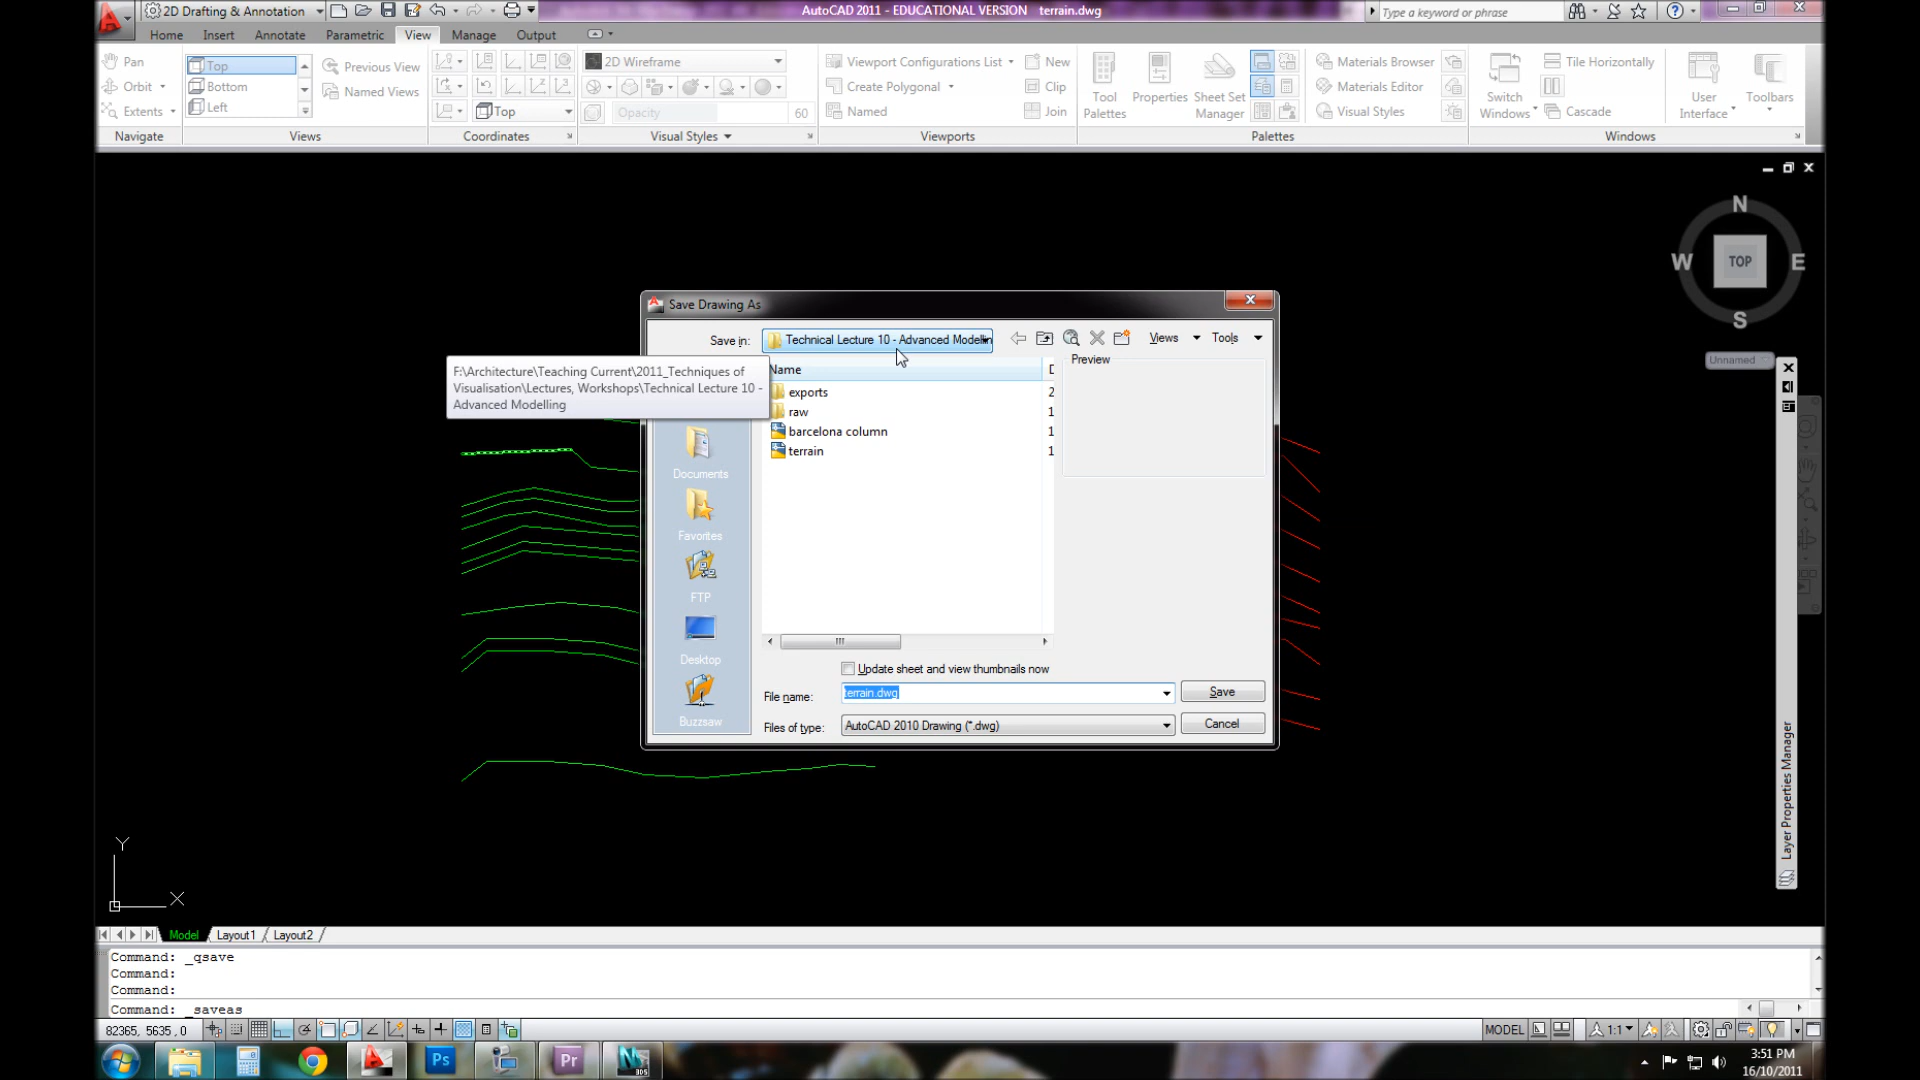 2D Drafting & Annotation
AutoCAD 2011 - EDUCATIONAL VERSION terrain.dwg
Type a keyword or phrase
Home Insert Annotate Parametric View Manage Output
Pan
Orbit
Extents
Navigate
Top
Bottom
Left
Previous View
Named Views
Views
Top
Coordinates
2D Wireframe
Opacity 60
Visual Styles
Viewport Configurations List
Create Polygonal
Named
New
Clip
Join
Viewports
Tool Palettes
Properties
Sheet Set Manager
Materials Browser
Materials Editor
Visual Styles
Palettes
Switch Windows
Tile Horizontally
Cascade
User Interface
Toolbars
Windows
N
W TOP E
S
Unnamed
Save Drawing As
Save in: Technical Lecture 10 - Advanced Modellin
Views Tools
F:\Architecture\Teaching Current\2011_Techniques of
Visualisation\Lectures, Workshops\Technical Lecture 10 -
Advanced Modelling
Name D
Preview
exports 2
raw 1
barcelona column 1
terrain 1
Documents
Favorites
FTP
Desktop
Buzzsaw
Update sheet and view thumbnails now
File name: terrain.dwg
Save
Files of type: AutoCAD 2010 Drawing (*.dwg)
Cancel
Layer Properties Manager
Y
X
Model Layout1 Layout2
Command: _qsave
Command:
Command:
Command: _saveas
82365, 5635 , 0
MODEL 1:1
Ps
Pr
3DS
3:51 PM
16/10/2011